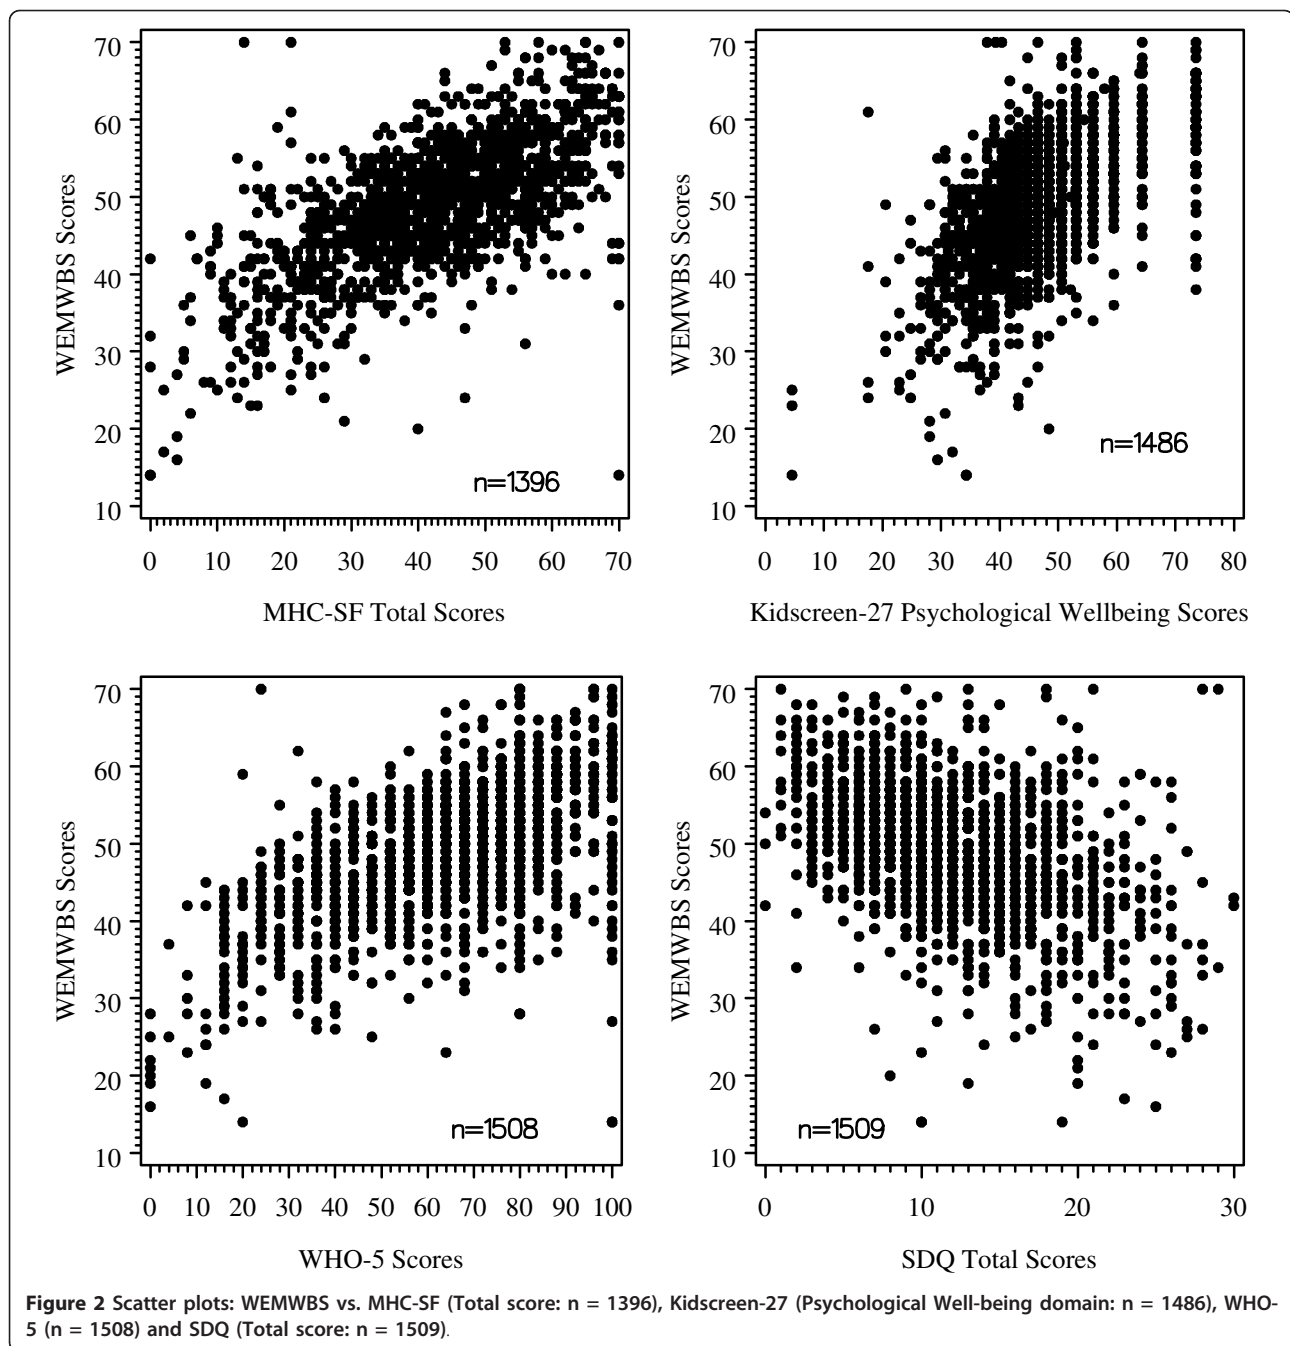 70
60
50
40
30
20
10
WEMWBS Scores
n=1396
0 10 20 30 40 50 60 70
MHC-SF Total Scores
70
60
50
40
30
20
10
WEMWBS Scores
n=1486
0 10 20 30 40 50 60 70 80
Kidscreen-27 Psychological Wellbeing Scores
70
60
50
40
30
20
10
WEMWBS Scores
n=1508
0 10 20 30 40 50 60 70 80 90 100
WHO-5 Scores
70
60
50
40
30
20
10
WEMWBS Scores
n=1509
0 10 20 30
SDQ Total Scores
Figure 2 Scatter plots: WEMWBS vs. MHC-SF (Total score: n = 1396), Kidscreen-27 (Psychological Well-being domain: n = 1486), WHO-
5 (n = 1508) and SDQ (Total score: n = 1509).